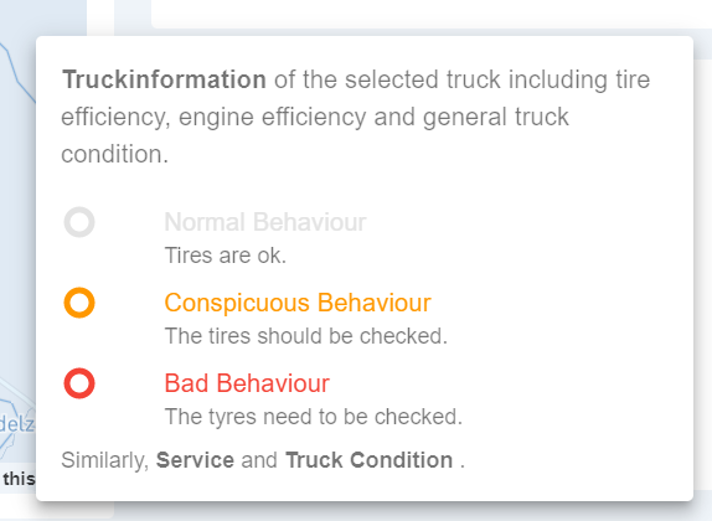 Truckinformation of the selected truck including tire
efficiency, engine efficiency and general truck
condition.
Normal Behaviour
Tires are ok.
Conspicuous Behaviour
The tires should be checked.
Bad Behaviour
The tyres need to be checked.
delz
Similarly, Service and Truck Condition .
this